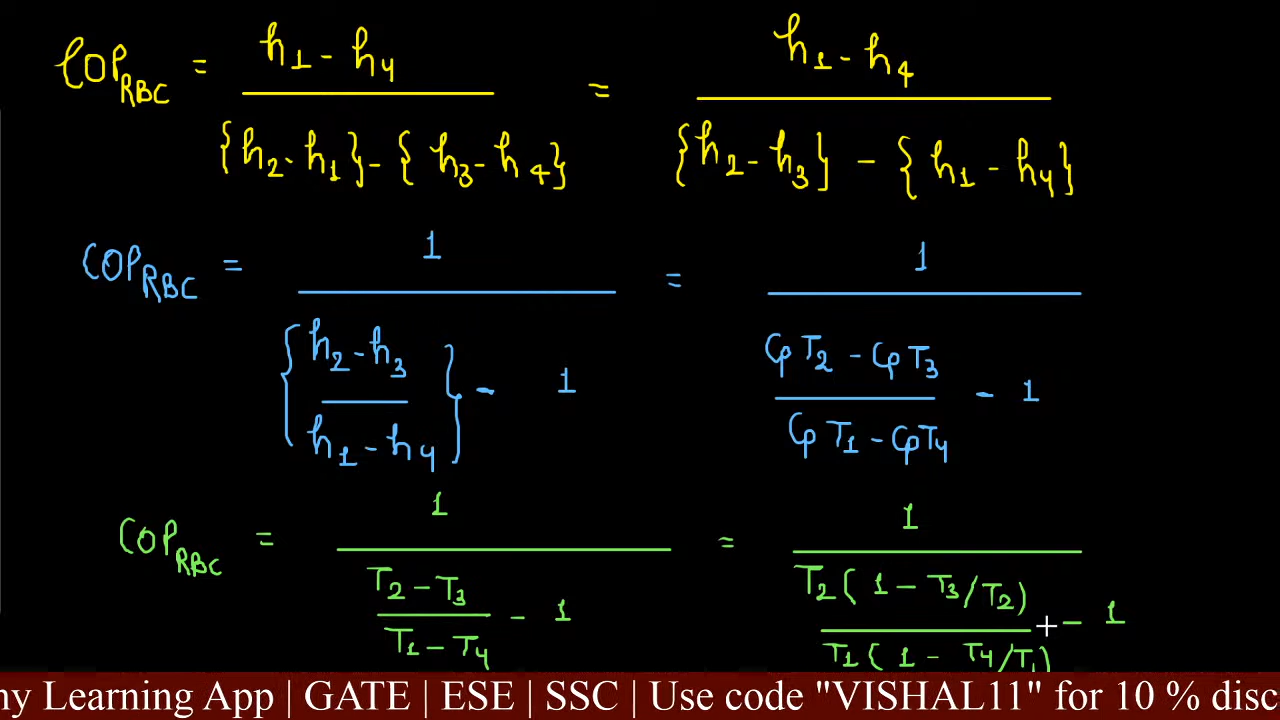 COP_RBC = (h1 - h4) / ({h2 - h1} - {h3 - h4}) = (h1 - h4) / ({h2 - h3} - {h1 - h4})
COP_RBC = 1 / ({(h2 - h3) / (h1 - h4)} - 1) = 1 / ((CpT2 - CpT3) / (CpT1 - CpT4) - 1)
COP_RBC = 1 / ((T2 - T3) / (T1 - T4) - 1) = 1 / (T2(1 - T3/T2) / T1(1 - T4/T1) - 1)
ny Learning App | GATE | ESE | SSC | Use code "VISHAL11" for 10 % disc